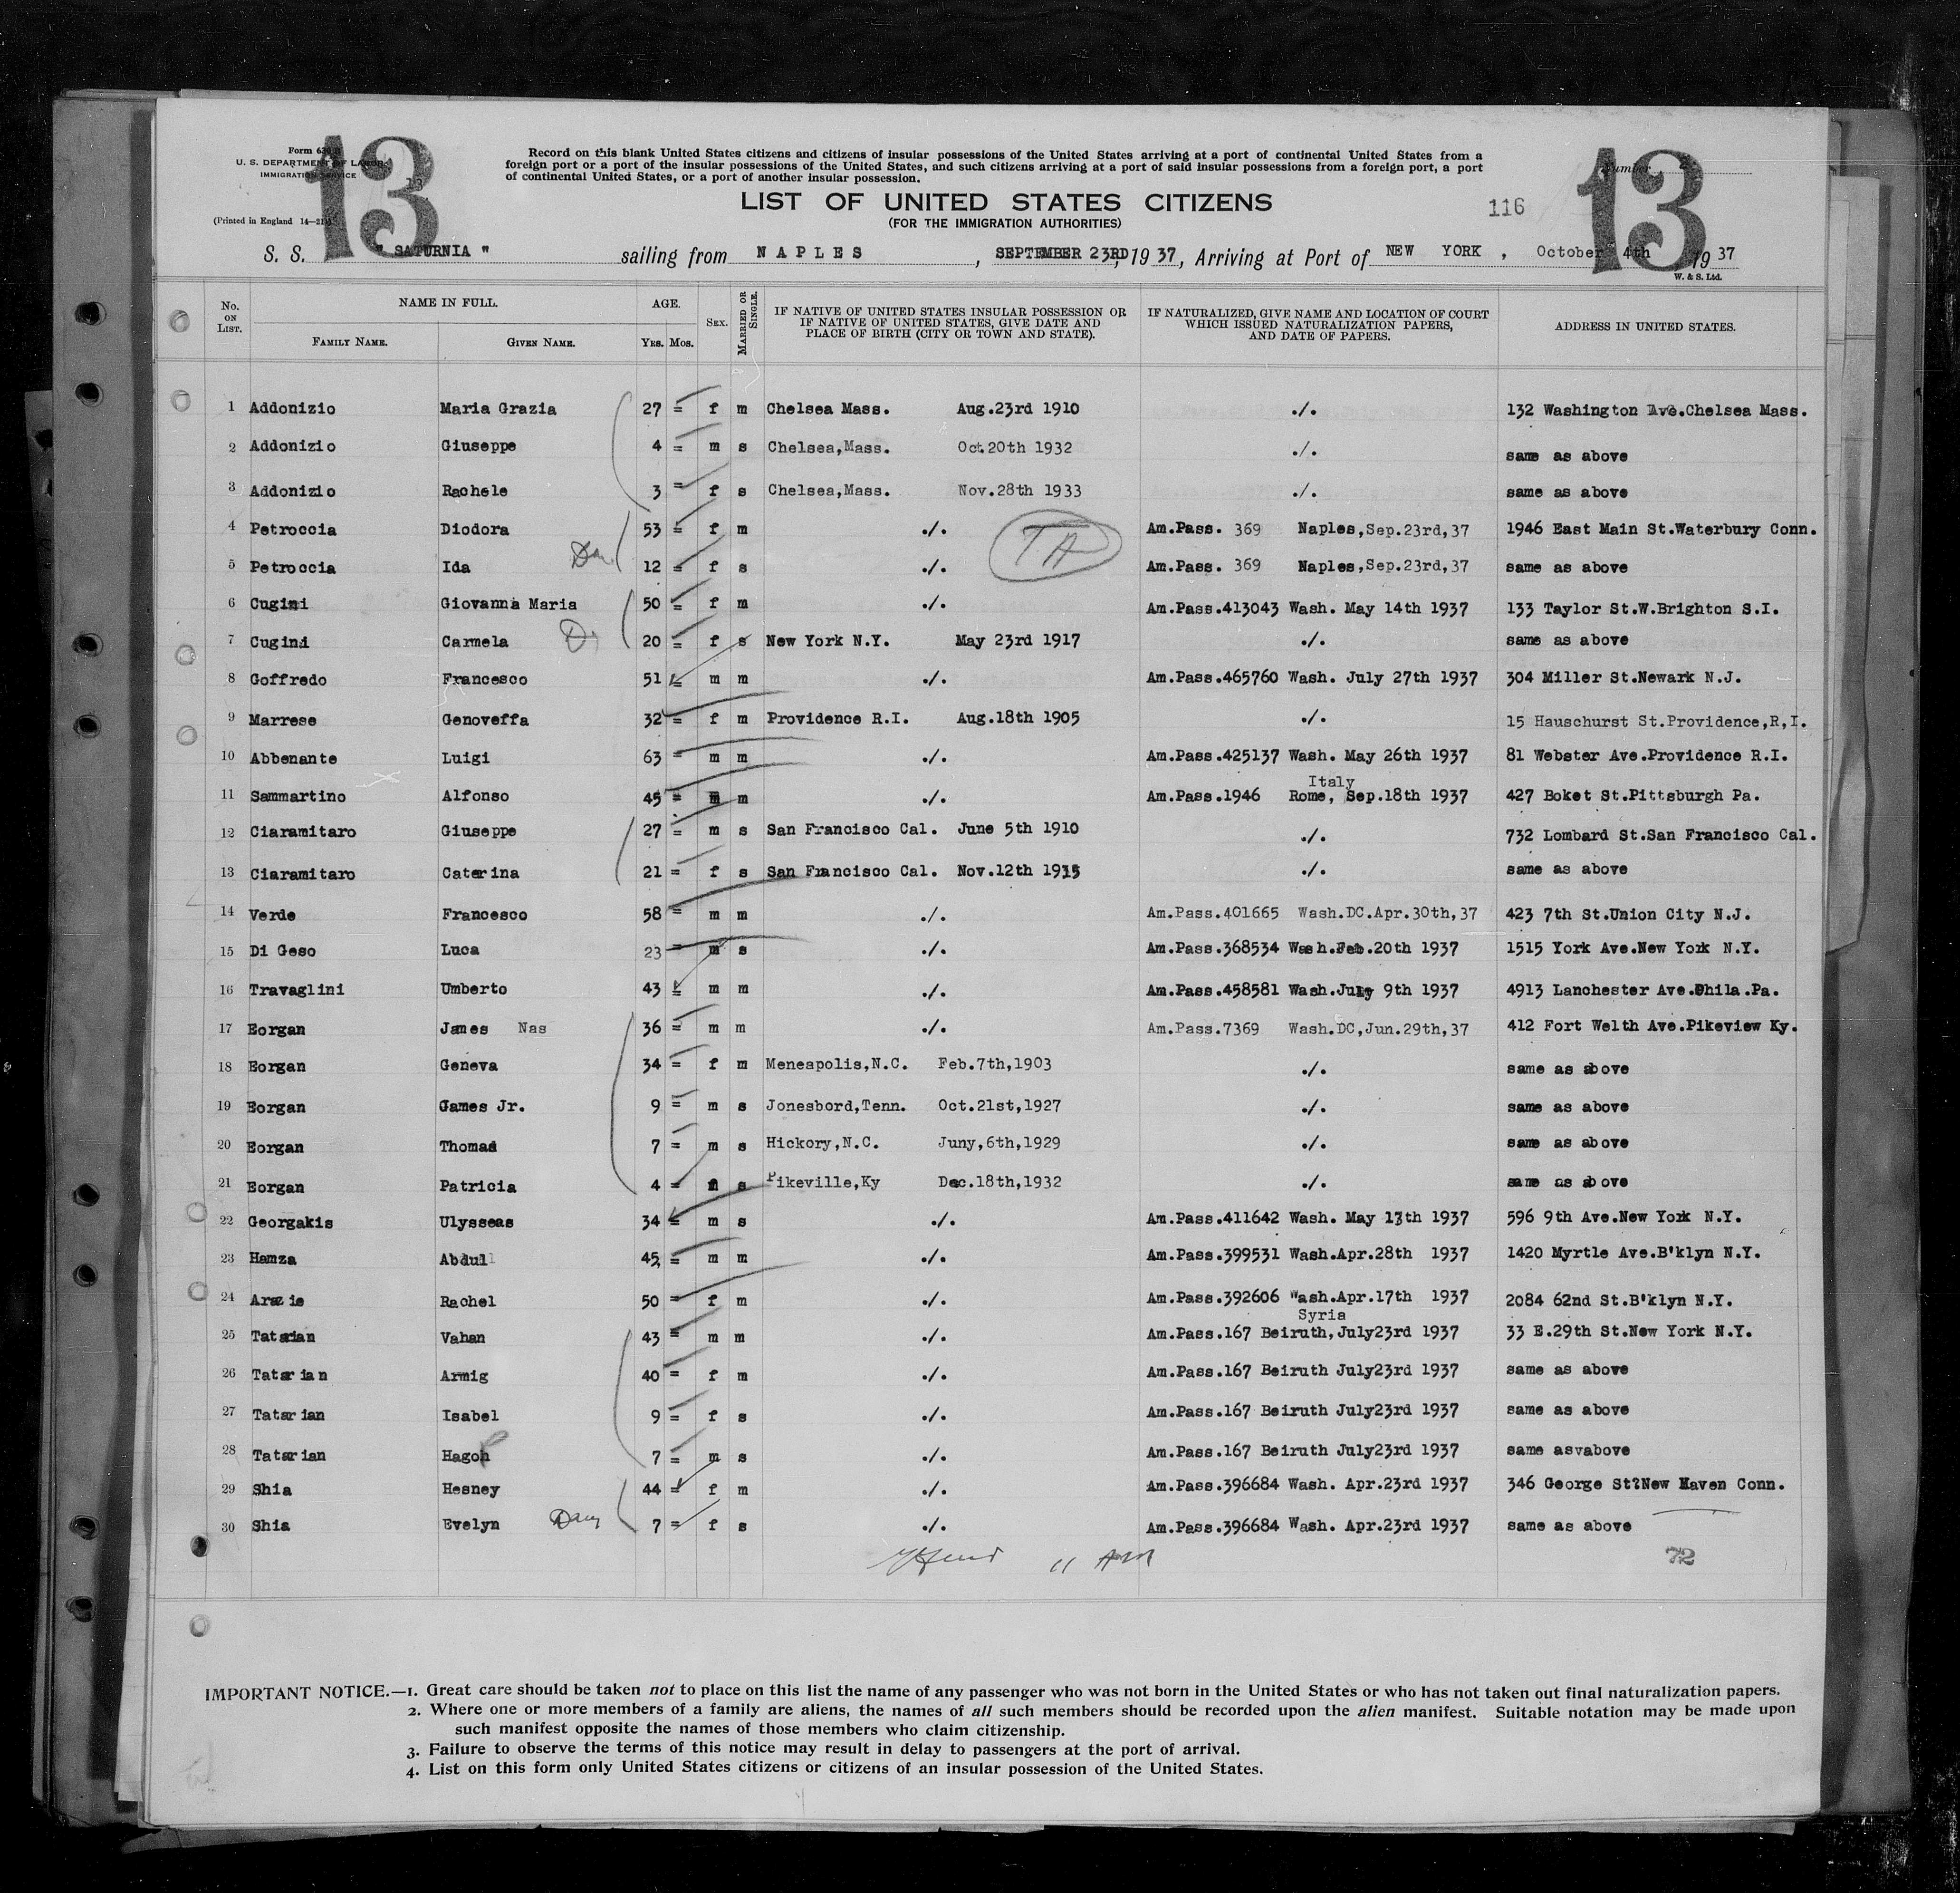 13
13
Form 630 B
U. S. DEPARTMENT OF LABOR
IMMIGRATION SERVICE
(Printed in England 14—21
Record on this blank United States citizens and citizens of insular possessions of the United States arriving at a port of continental United States from a
foreign port or a port of the insular possessions of the United States, and such citizens arriving at a port of said insular possessions from a foreign port, a port
of continental United States, or a port of another insular possession.
Number
LIST OF UNITED STATES CITIZENS
(FOR THE IMMIGRATION AUTHORITIES)
116
S. S. " SATURNIA " sailing from NAPLES , SEPTEMBER 23RD, 19 37, Arriving at Port of NEW YORK , October 4th 19 37
W. & S. Ltd.
No. ON LIST. NAME IN FULL. FAMILY NAME. GIVEN NAME. AGE. YRS. MOS. SEX. MARRIED OR SINGLE. IF NATIVE OF UNITED STATES INSULAR POSSESSION OR IF NATIVE OF UNITED STATES, GIVE DATE AND PLACE OF BIRTH (CITY OR TOWN AND STATE). IF NATURALIZED, GIVE NAME AND LOCATION OF COURT WHICH ISSUED NATURALIZATION PAPERS, AND DATE OF PAPERS. ADDRESS IN UNITED STATES.
1 Addonizio Maria Grazia 27 = f m Chelsea Mass. Aug.23rd 1910 ./. 132 Washington Ave.Chelsea Mass.
2 Addonizio Giuseppe 4 = m s Chelsea,Mass. Oct.20th 1932 ./. same as above
3 Addonizio Rachele 3 = f s Chelsea,Mass. Nov.28th 1933 ./. same as above
4 Petroccia Diodora 53 = f m ./. TA Am.Pass. 369 Naples,Sep.23rd,37 1946 East Main St.Waterbury Conn.
5 Petroccia Ida 12 = f s ./. Am.Pass. 369 Naples,Sep.23rd,37 same as above
6 Cugini Giovanna Maria 50 = f m ./. Am.Pass.413043 Wash. May 14th 1937 133 Taylor St.W.Brighton S.I.
7 Cugini Carmela 20 = f s New York N.Y. May 23rd 1917 ./. same as above
8 Goffredo Francesco 51 = m m ./. Am.Pass.465760 Wash. July 27th 1937 304 Miller St.Newark N.J.
9 Marrese Genoveffa 32 = f m Providence R.I. Aug.18th 1905 ./. 15 Hauschurst St.Providence,R,I.
10 Abbenante Luigi 63 = m m ./. Am.Pass.425137 Wash. May 26th 1937 81 Webster Ave.Providence R.I.
Italy
11 Sammartino Alfonso 45 = m m ./. Am.Pass.1946 Rome, Sep.18th 1937 427 Boket St.Pittsburgh Pa.
12 Ciaramitaro Giuseppe 27 = m s San Francisco Cal. June 5th 1910 ./. 732 Lombard St.San Francisco Cal.
13 Ciaramitaro Caterina 21 = f s San Francisco Cal. Nov.12th 1915 ./. same as above
14 Verde Francesco 58 = m m ./. Am.Pass.401665 Wash.DC.Apr.30th,37 423 7th St.Union City N.J.
15 Di Geso Luca 23 = m s ./. Am.Pass.368534 Wash.Feb.20th 1937 1515 York Ave.New York N.Y.
16 Travaglini Umberto 43 = m m ./. Am.Pass.458581 Wash.July 9th 1937 4913 Lanchester Ave.Phila.Pa.
17 Eorgan James Nas 36 = m m ./. Am.Pass.7369 Wash.DC,Jun.29th,37 412 Fort Welth Ave.Pikeview Ky.
18 Eorgan Geneva 34 = f m Meneapolis,N.C. Feb.7th,1903 ./. same as above
19 Eorgan Games Jr. 9 = m s Jonesbord,Tenn. Oct.21st,1927 ./. same as above
20 Eorgan Thomas 7 = m s Hickory,N.C. Juny,6th,1929 ./. same as above
21 Eorgan Patricia 4 = s Pikeville,Ky Dec.18th,1932 ./. same as above
22 Georgakis Ulysseas 34 = m s ./. Am.Pass.411642 Wash. May 13th 1937 596 9th Ave.New York N.Y.
23 Hamza Abdull 45 = m m ./. Am.Pass.399531 Wash.Apr.28th 1937 1420 Myrtle Ave.B'klyn N.Y.
24 Arazie Rachel 50 = f m ./. Am.Pass.392606 Wash.Apr.17th 1937 2084 62nd St.B'klyn N.Y.
Syria
25 Tatarian Vahan 43 = m m ./. Am.Pass.167 Beiruth,July23rd 1937 33 E.29th St.New York N.Y.
26 Tatarian Armig 40 = f m ./. Am.Pass.167 Beiruth July23rd 1937 same as above
27 Tatarian Isabel 9 = f s ./. Am.Pass.167 Beiruth July23rd 1937 same as above
28 Tatarian Hagop 7 = m s ./. Am.Pass.167 Beiruth July23rd 1937 same asvabove
29 Shia Hesney 44 = f m ./. Am.Pass.396684 Wash. Apr.23rd 1937 346 George St?New Haven Conn.
30 Shia Evelyn Dau 7 = f s ./. Am.Pass.396684 Wash. Apr.23rd 1937 same as above
11 AM
72
IMPORTANT NOTICE.—1. Great care should be taken not to place on this list the name of any passenger who was not born in the United States or who has not taken out final naturalization papers.
2. Where one or more members of a family are aliens, the names of all such members should be recorded upon the alien manifest. Suitable notation may be made upon
such manifest opposite the names of those members who claim citizenship.
3. Failure to observe the terms of this notice may result in delay to passengers at the port of arrival.
4. List on this form only United States citizens or citizens of an insular possession of the United States.